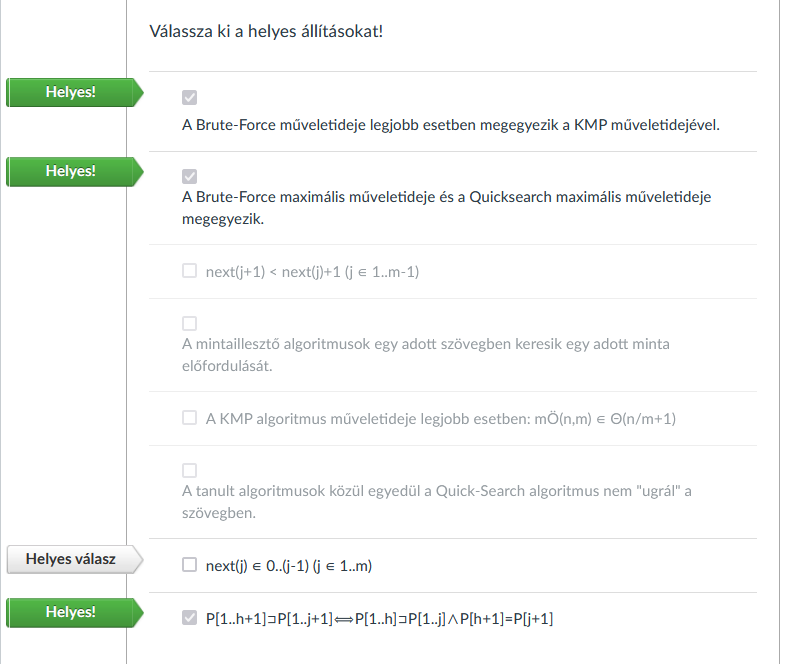 Válassza ki a helyes állításokat!
Helyes!
A Brute-Force műveletideje legjobb esetben megegyezik a KMP műveletidejével.
Helyes!
A Brute-Force maximális műveletideje és a Quicksearch maximális műveletideje
megegyezik.
next(j+1) < next(j)+1 (j ∈ 1..m-1)
A mintaillesztő algoritmusok egy adott szövegben keresik egy adott minta
előfordulását.
A KMP algoritmus műveletideje legjobb esetben: mÖ(n,m) ∈ Θ(n/m+1)
A tanult algoritmusok közül egyedül a Quick-Search algoritmus nem "ugrál" a
szövegben.
Helyes válasz
next(j) ∈ 0..(j-1) (j ∈ 1..m)
Helyes!
P[1..h+1]⊐P[1..j+1]⟺P[1..h]⊐P[1..j]∧P[h+1]=P[j+1]